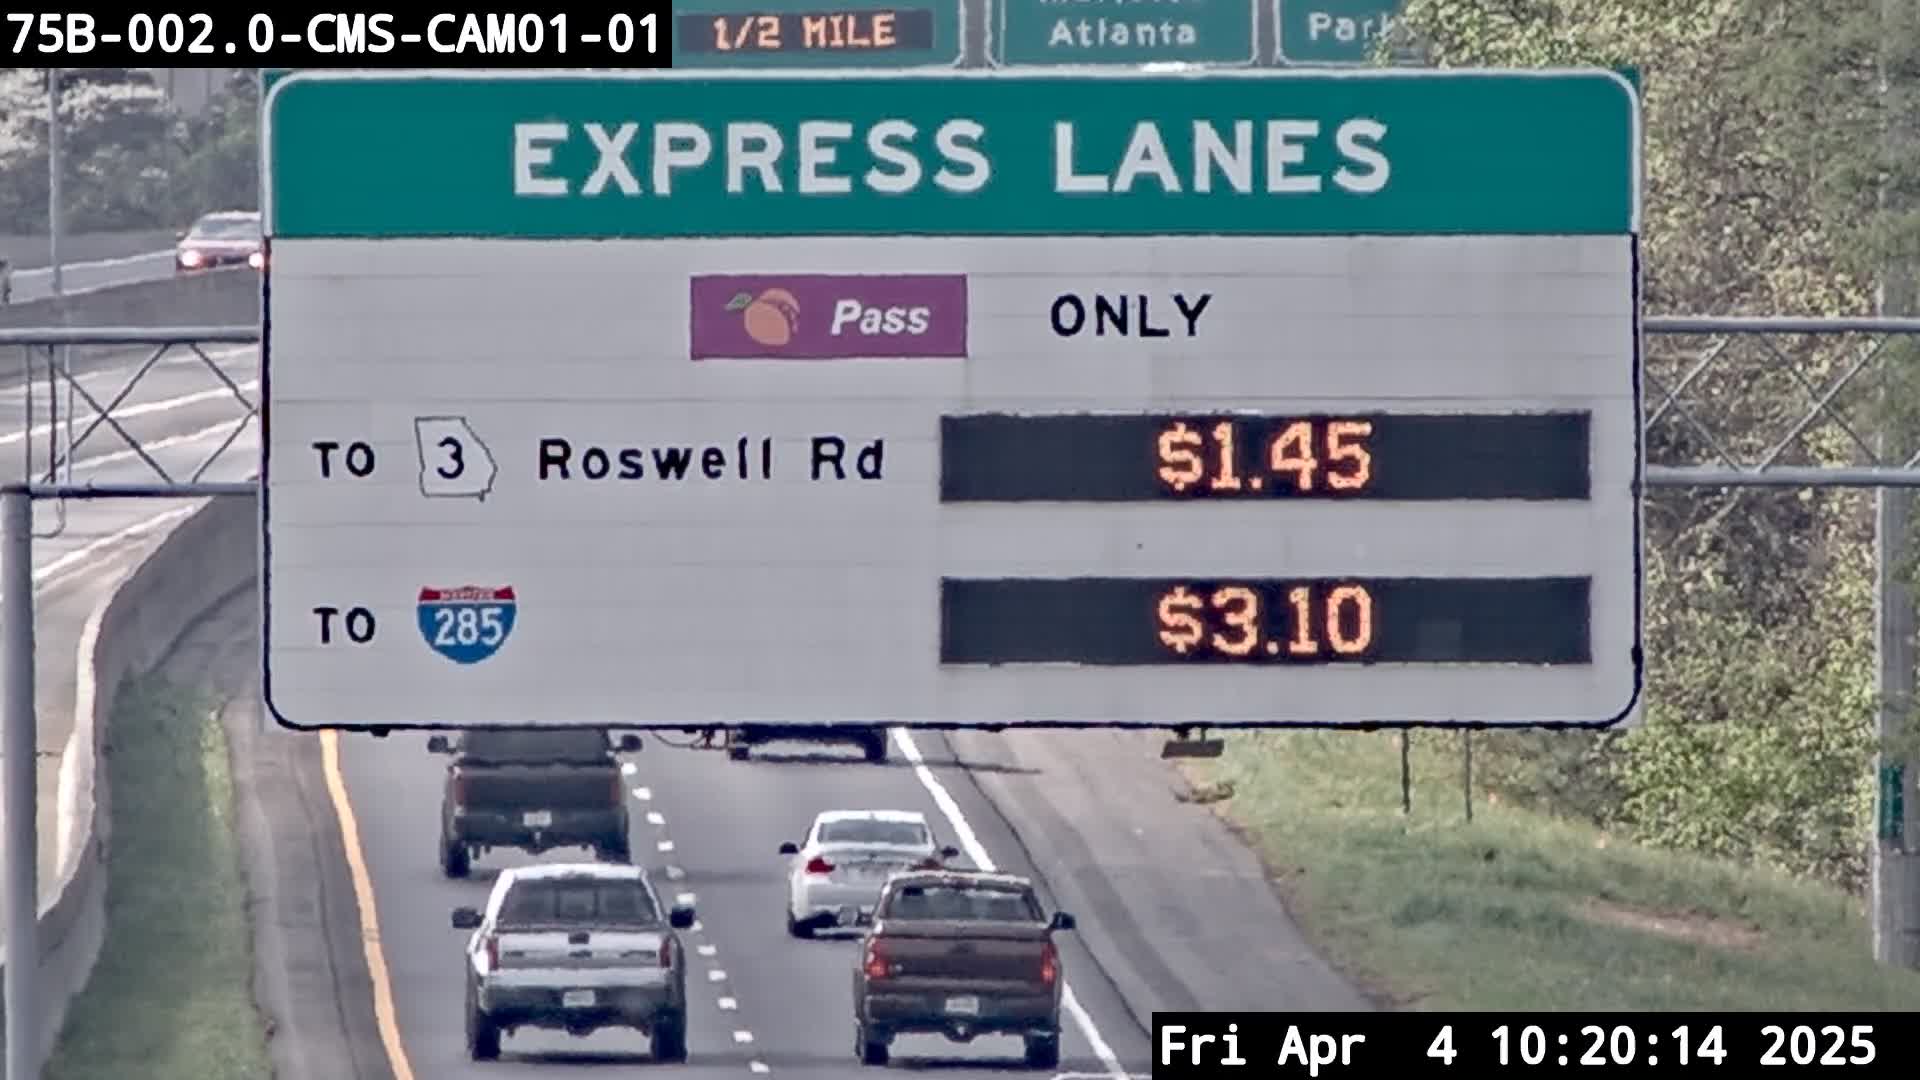 75B-002.0-CMS-CAM01-01
1/2 MILE
Atlanta
EXPRESS LANES
Pass ONLY
TO 3 Roswell Rd $1.45
TO 285 $3.10
Fri Apr 4 10:20:14 2025